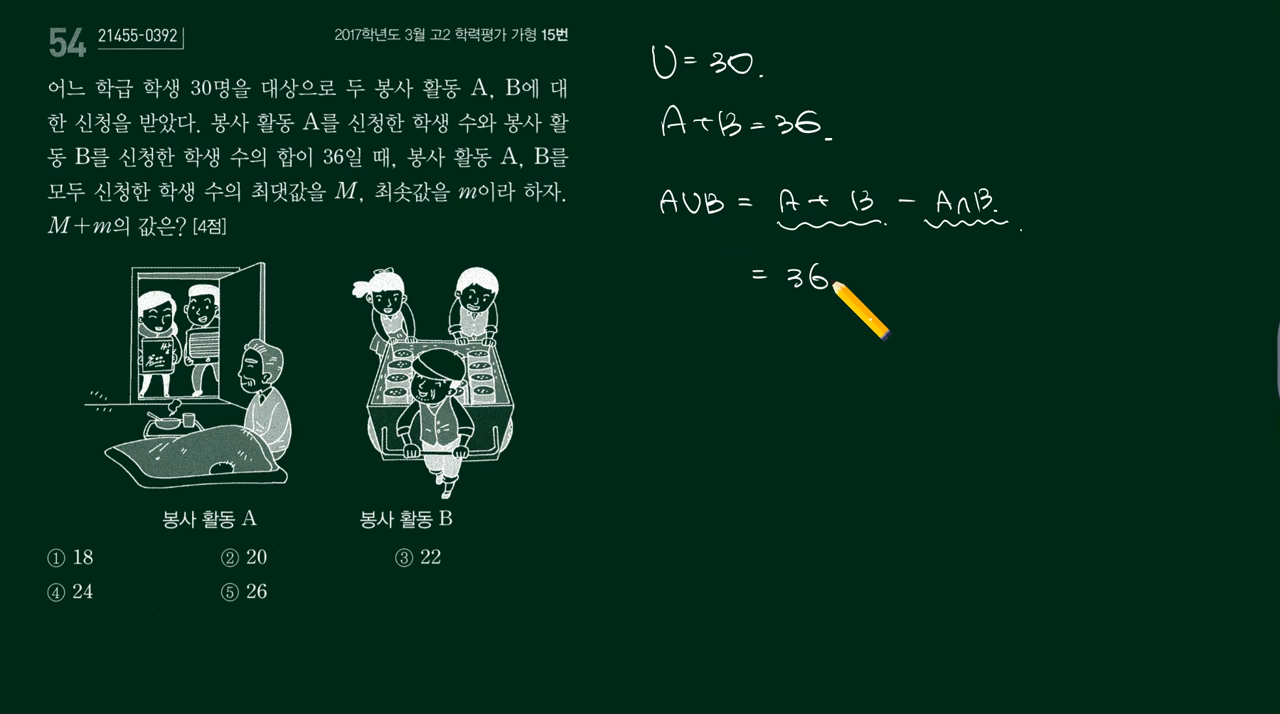 54 21455-0392
2017학년도 3월 고2 학력평가 가형 15번
어느 학급 학생 30명을 대상으로 두 봉사 활동 A, B에 대
한 신청을 받았다. 봉사 활동 A를 신청한 학생 수와 봉사 활
동 B를 신청한 학생 수의 합이 36일 때, 봉사 활동 A, B를
모두 신청한 학생 수의 최댓값을 M, 최솟값을 m이라 하자.
M+m의 값은? [4점]
봉사 활동 A
봉사 활동 B
① 18
② 20
③ 22
④ 24
⑤ 26
U = 30.
A + B = 36.
A∪B = A + B - A∩B.
= 36